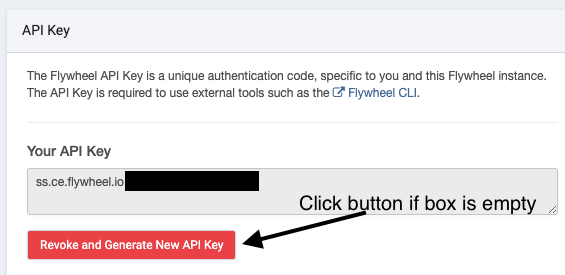 API Key
The Flywheel API Key is a unique authentication code, specific to you and this Flywheel instance.
The API Key is required to use external tools such as the Flywheel CLI.
Your API Key
ss.ce.flywheel.io
Click button if box is empty
Revoke and Generate New API Key